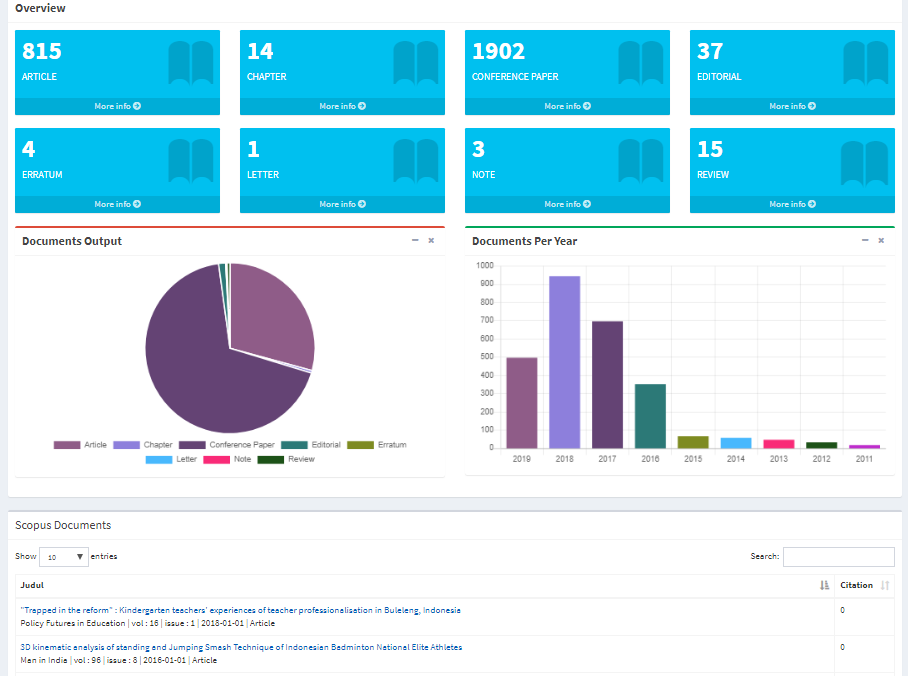 Overview
815
ARTICLE
More info
14
CHAPTER
More info
1902
CONFERENCE PAPER
More info
37
EDITORIAL
More info
4
ERRATUM
More info
1
LETTER
More info
3
NOTE
More info
15
REVIEW
More info
Documents Output
Article Chapter Conference Paper Editorial Erratum
Letter Note Review
Documents Per Year
1000
900
800
700
600
500
400
300
200
100
0
2019 2018 2017 2016 2015 2014 2013 2012 2011
Scopus Documents
Show 10 entries Search:
Judul Citation
"Trapped in the reform" : Kindergarten teachers' experiences of teacher professionalisation in Buleleng, Indonesia 0
Policy Futures in Education | vol : 16 | issue : 1 | 2018-01-01 | Article
3D kinematic analysis of standing and Jumping Smash Technique of Indonesian Badminton National Elite Athletes 0
Man in India | vol : 96 | issue : 8 | 2016-01-01 | Article